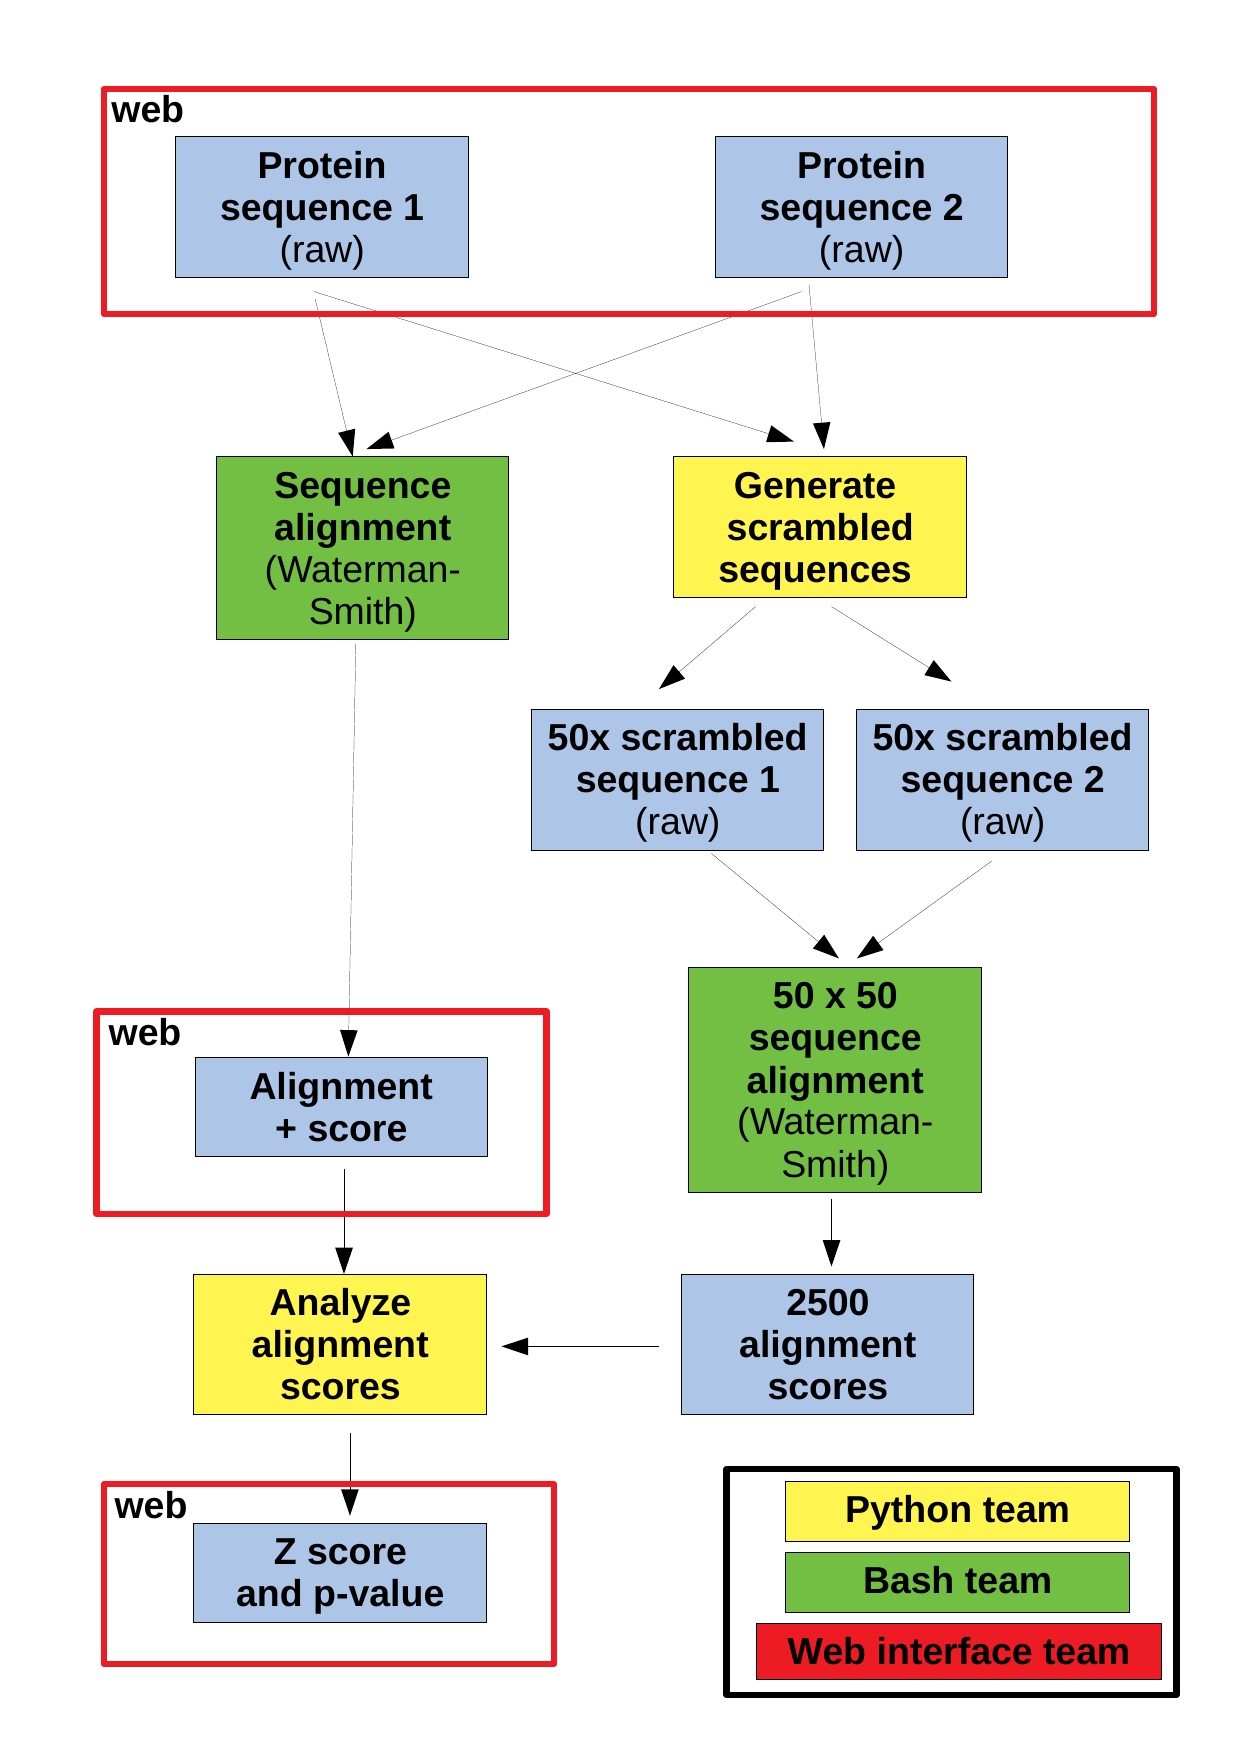 web
Protein
sequence 1
(raw)
Protein
sequence 2
(raw)
Sequence
alignment
(Waterman-
Smith)
Generate
scrambled
sequences
50x scrambled
sequence 1
(raw)
50x scrambled
sequence 2
(raw)
50 x 50
sequence
alignment
(Waterman-
Smith)
web
Alignment
+ score
Analyze
alignment
scores
2500
alignment
scores
web
Z score
and p-value
Python team
Bash team
Web interface team